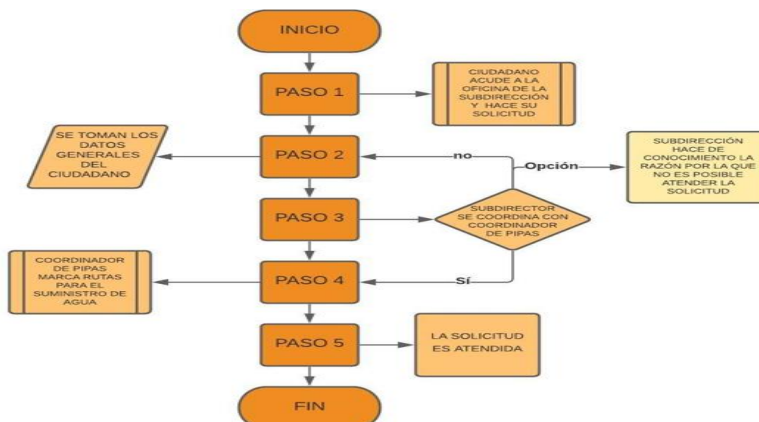 INICIO
PASO 1
CIUDADANO
ACUDE A LA
OFICINA DE LA
SUBDIRECCIÓN
Y HACE SU
SOLICITUD
SE TOMAN LOS
DATOS
GENERALES
DEL
CIUDADANO
PASO 2
no
Opción
SUBDIRECCIÓN
HACE DE
CONOCIMIENTO LA
RAZÓN POR LA QUE
NO ES POSIBLE
ATENDER LA
SOLICITUD
PASO 3
SUBDIRECTOR
SE COORDINA CON
COORDINADOR
DE PIPAS
COORDINADOR
DE PIPAS
MARCA RUTAS
PARA EL
SUMINISTRO DE
AGUA
PASO 4
Sí
PASO 5
LA SOLICITUD
ES ATENDIDA
FIN